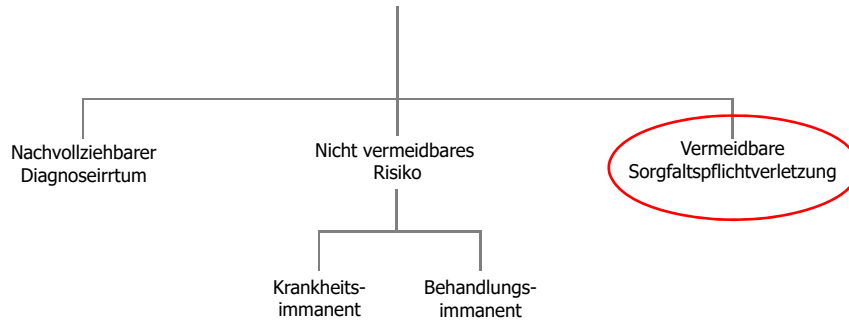 Nachvollziehbarer
Diagnoseirrtum
Nicht vermeidbares
Risiko
Vermeidbare
Sorgfaltspflichtverletzung
Krankheits-
immanent
Behandlungs-
immanent